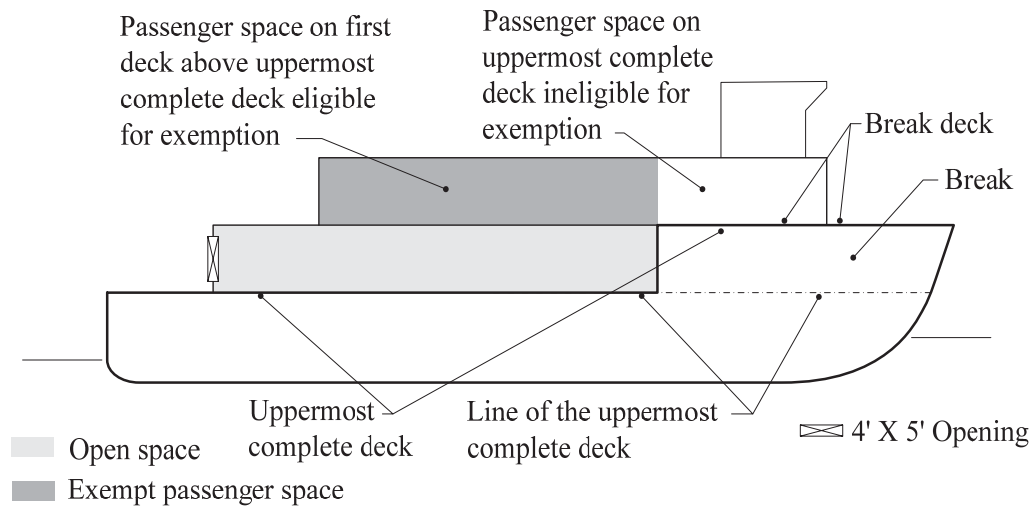 Passenger space on first
deck above uppermost
complete deck eligible
for exemption
Passenger space on
uppermost complete
deck ineligible for
exemption
Break deck
Break
Uppermost
complete deck
Line of the uppermost
complete deck
4' X 5' Opening
Open space
Exempt passenger space